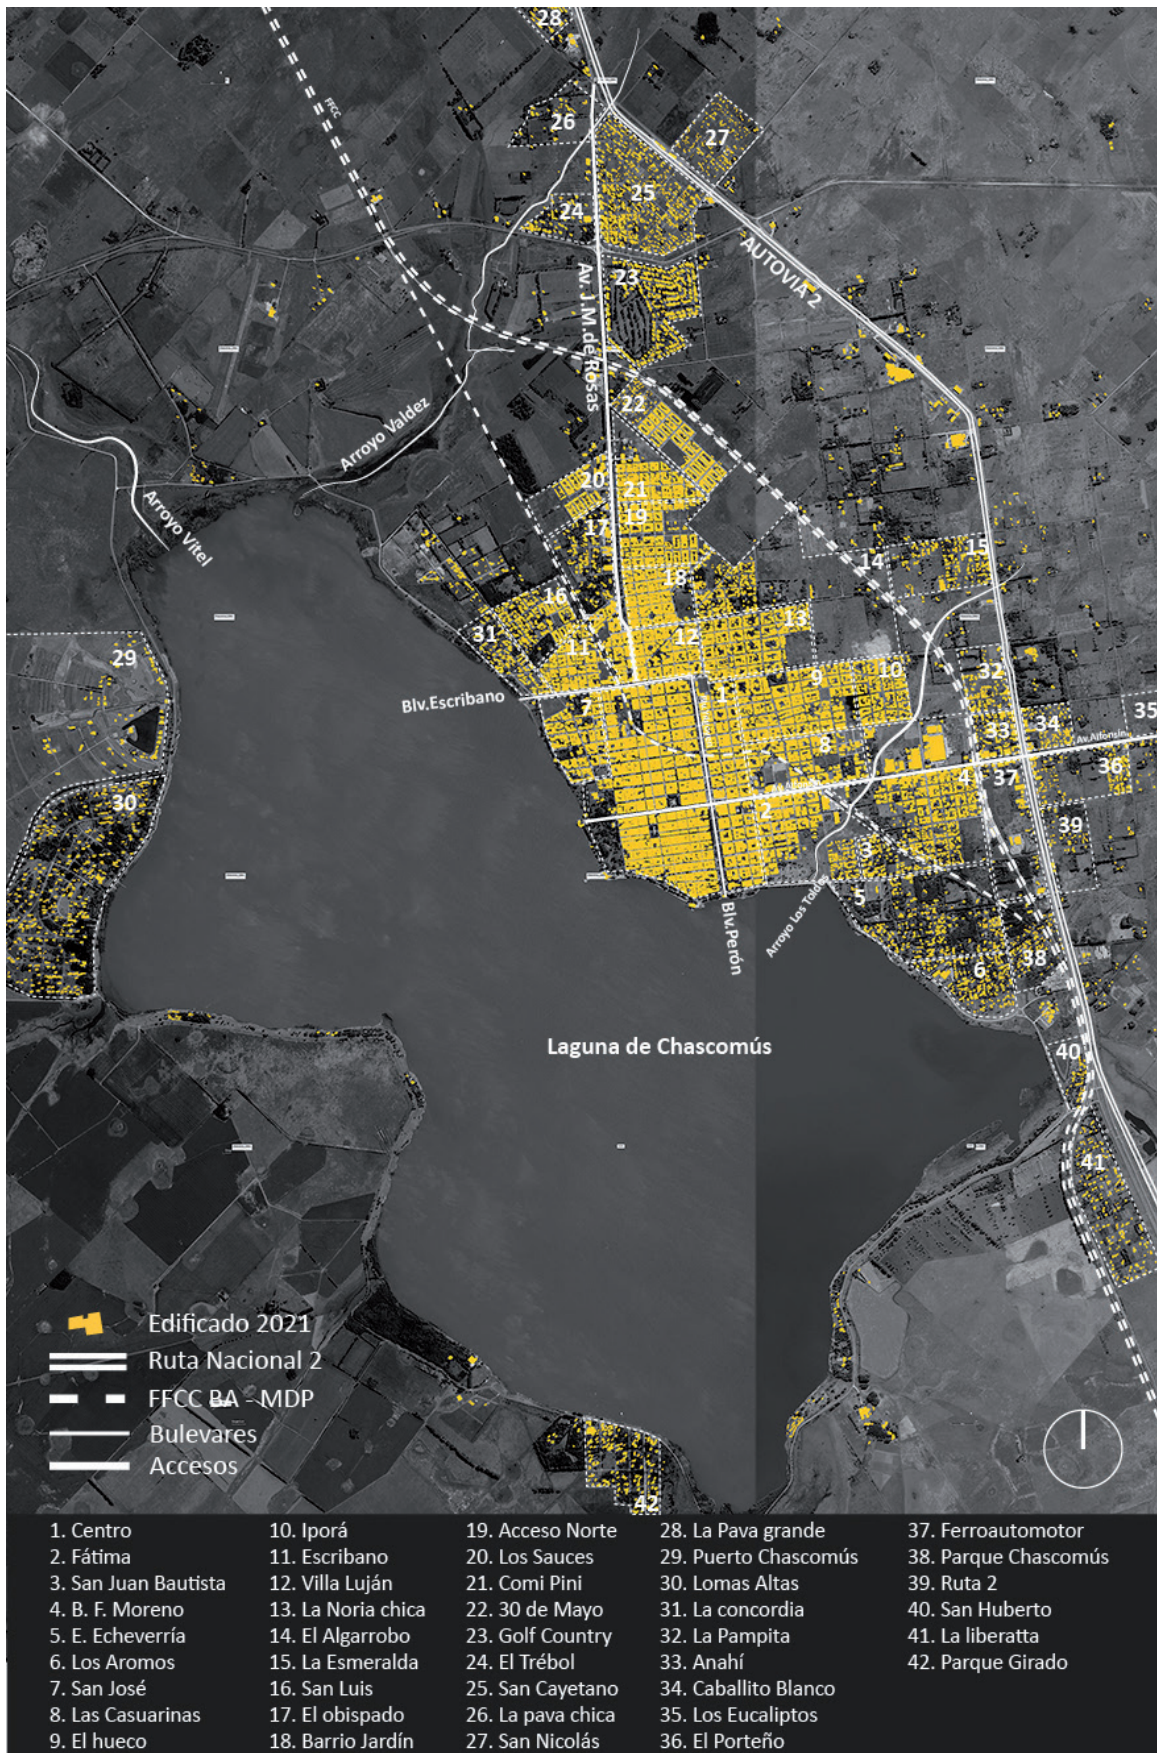 28
FFCC
26
27
25
24
AUTOVIA 2
23
Av. J.M.de Rosas
22
Arroyo Valdez
20
21
Arroyo Vitel
17
19
15
14
18
16
13
31
12
11
29
32
9
10
Blv.Escribano
1
7
35
34
33
8
Av.Alfonsín
36
4
37
30
2
39
3
Arroyo Los Toldos
5
Blv.Perón
38
6
Laguna de Chascomús
40
41
Edificado 2021
Ruta Nacional 2
FFCC BA - MDP
Bulevares
Accesos
42
1. Centro
2. Fátima
3. San Juan Bautista
4. B. F. Moreno
5. E. Echeverría
6. Los Aromos
7. San José
8. Las Casuarinas
9. El hueco
10. Iporá
11. Escribano
12. Villa Luján
13. La Noria chica
14. El Algarrobo
15. La Esmeralda
16. San Luis
17. El obispado
18. Barrio Jardín
19. Acceso Norte
20. Los Sauces
21. Comi Pini
22. 30 de Mayo
23. Golf Country
24. El Trébol
25. San Cayetano
26. La pava chica
27. San Nicolás
28. La Pava grande
29. Puerto Chascomús
30. Lomas Altas
31. La concordia
32. La Pampita
33. Anahí
34. Caballito Blanco
35. Los Eucaliptos
36. El Porteño
37. Ferroautomotor
38. Parque Chascomús
39. Ruta 2
40. San Huberto
41. La liberatta
42. Parque Girado